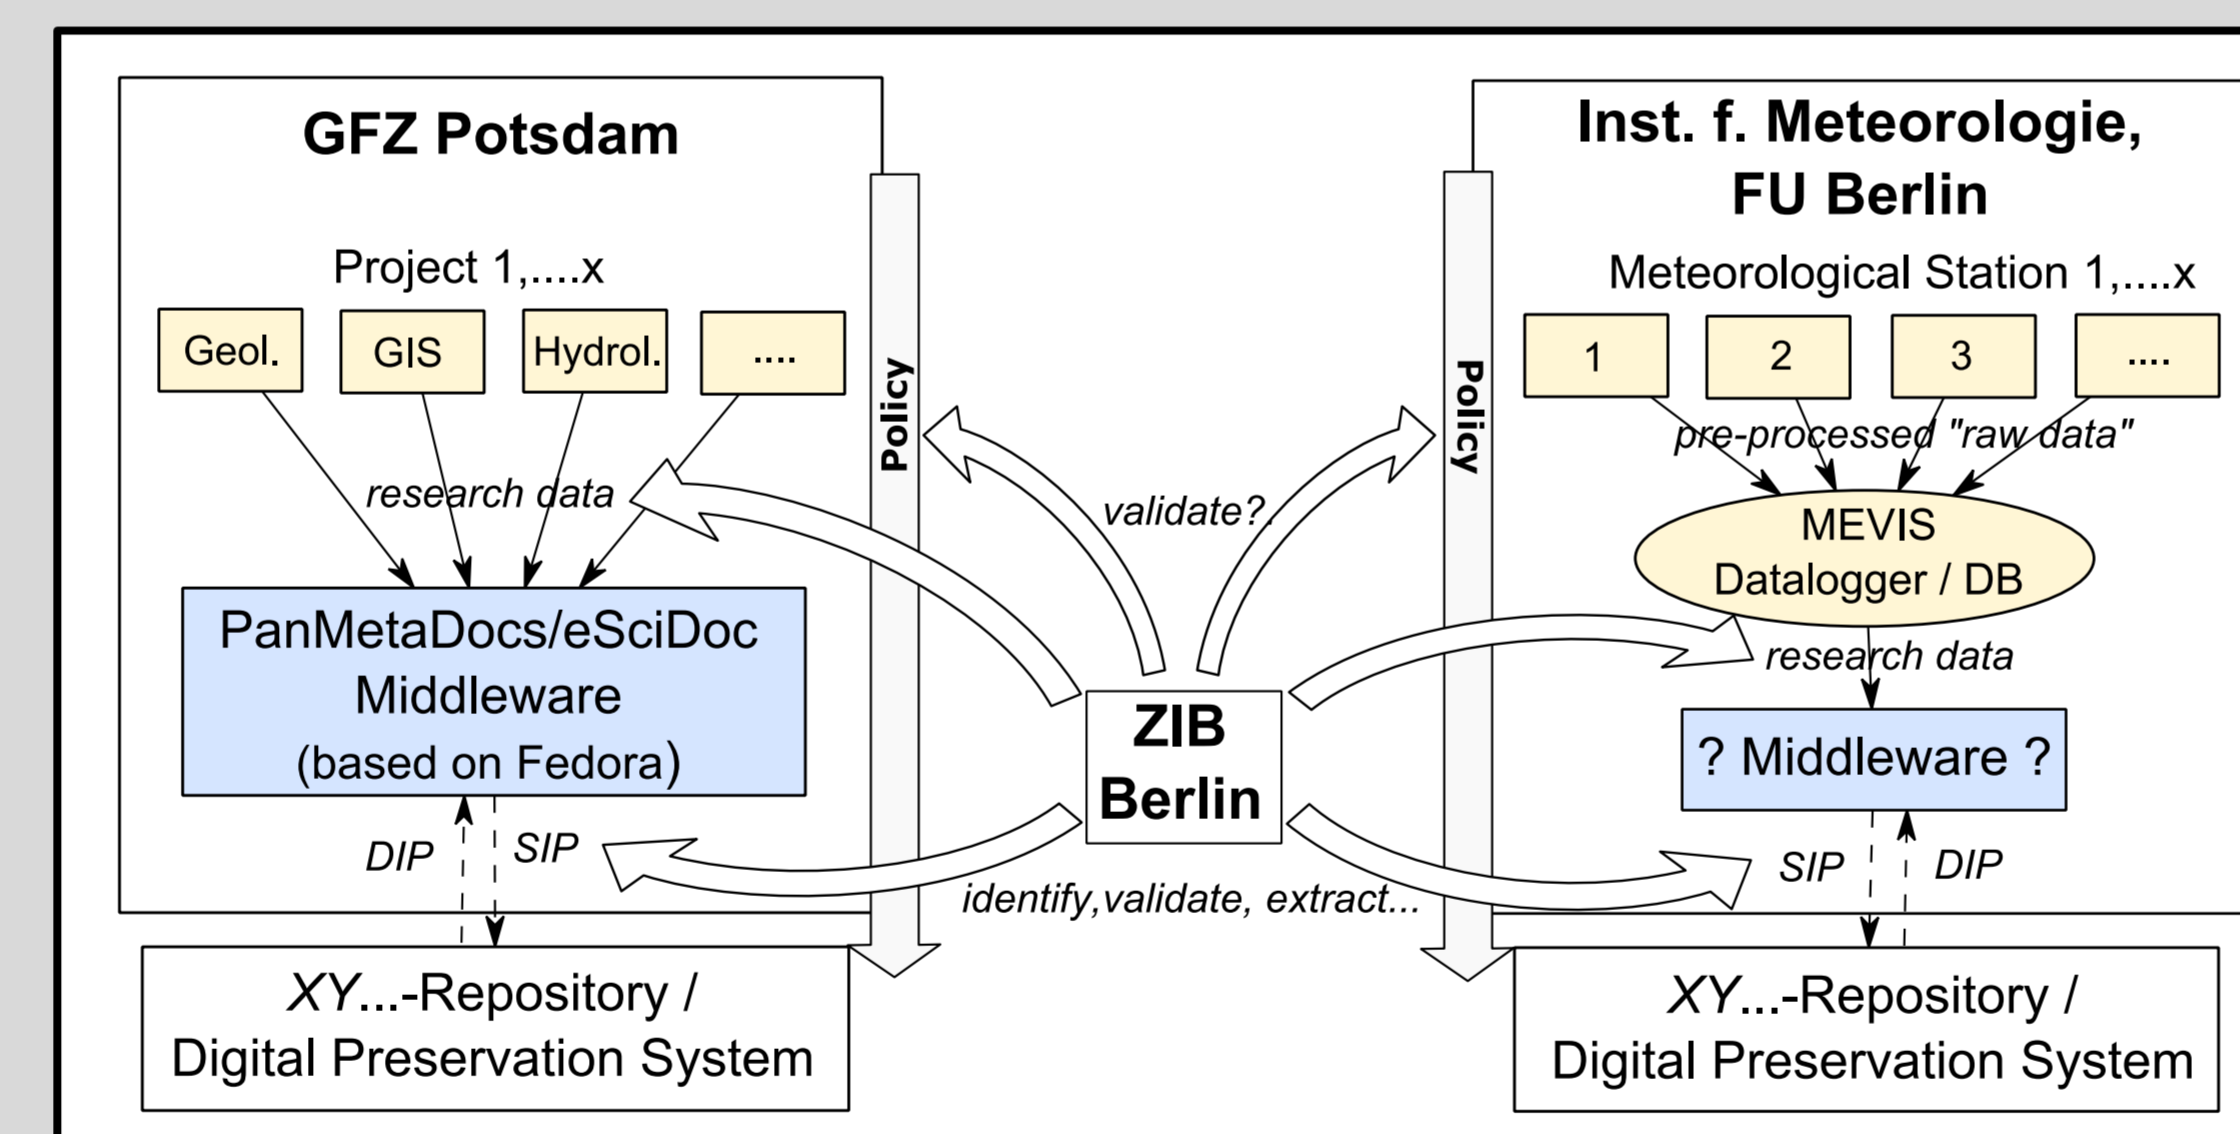 GFZ Potsdam
Project 1,....x
Geol.
GIS
Hydrol.
....
research data
PanMetaDocs/eSciDoc
Middleware
(based on Fedora)
DIP
SIP
XY...-Repository /
Digital Preservation System
Policy
validate?
ZIB
Berlin
identify,validate, extract...
Policy
Inst. f. Meteorologie,
FU Berlin
Meteorological Station 1,....x
1
2
3
....
pre-processed "raw data"
MEVIS
Datalogger / DB
research data
? Middleware ?
SIP
DIP
XY...-Repository /
Digital Preservation System